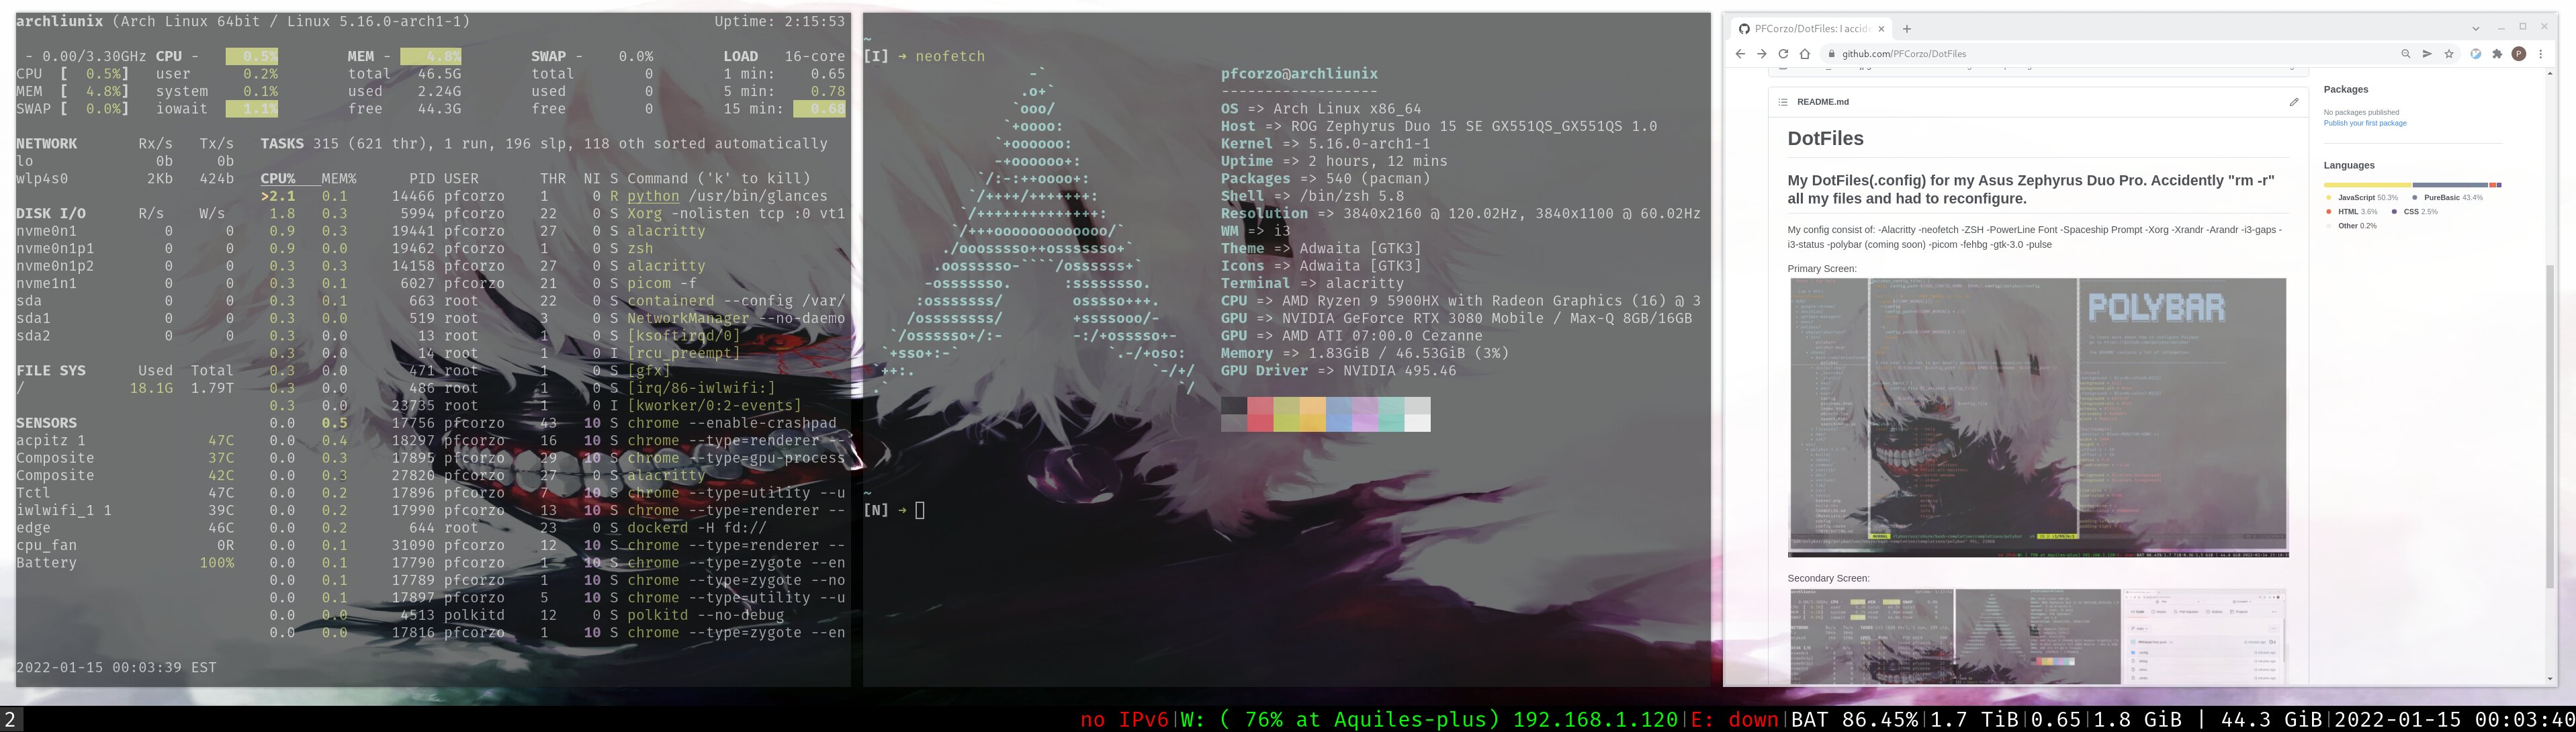 archliunix (Arch Linux 64bit / Linux 5.16.0-arch1-1) Uptime: 2:15:53
- 0.00/3.30GHz CPU - 0.5% MEM - 4.8% SWAP - 0.0% LOAD 16-core
CPU [ 0.5%] user 0.2% total 46.5G total 0 1 min: 0.65
MEM [ 4.8%] system 0.1% used 2.24G used 0 5 min: 0.78
SWAP [ 0.0%] iowait 1.1% free 44.3G free 0 15 min: 0.68
NETWORK Rx/s Tx/s TASKS 315 (621 thr), 1 run, 196 slp, 118 oth sorted automatically
lo 0b 0b
wlp4s0 2Kb 424b CPU% MEM% PID USER THR NI S Command ('k' to kill)
>2.1 0.1 14466 pfcorzo 1 0 R python /usr/bin/glances
DISK I/O R/s W/s 1.8 0.3 5994 pfcorzo 22 0 S Xorg -nolisten tcp :0 vt1
nvme0n1 0 0 0.9 0.3 19441 pfcorzo 27 0 S alacritty
nvme0n1p1 0 0 0.9 0.0 19462 pfcorzo 1 0 S zsh
nvme0n1p2 0 0 0.3 0.3 14158 pfcorzo 27 0 S alacritty
nvme1n1 0 0 0.3 0.1 6027 pfcorzo 21 0 S picom -f
sda 0 0 0.3 0.1 663 root 22 0 S containerd --config /var/
sda1 0 0 0.3 0.0 519 root 3 0 S NetworkManager --no-daemo
sda2 0 0 0.3 0.0 13 root 1 0 S [ksoftirqd/0]
0.3 0.0 14 root 1 0 I [rcu_preempt]
FILE SYS Used Total 0.3 0.0 471 root 1 0 S [gfx]
/ 18.1G 1.79T 0.3 0.0 486 root 1 0 S [irq/86-iwlwifi:]
0.3 0.0 23735 root 1 0 I [kworker/0:2-events]
SENSORS 0.0 0.5 17756 pfcorzo 43 10 S chrome --enable-crashpad
acpitz 1 47C 0.0 0.4 18297 pfcorzo 16 10 S chrome --type=renderer --
Composite 37C 0.0 0.3 17895 pfcorzo 29 10 S chrome --type=gpu-process
Composite 42C 0.0 0.3 27820 pfcorzo 27 0 S alacritty
Tctl 47C 0.0 0.2 17896 pfcorzo 7 10 S chrome --type=utility --u
iwlwifi_1 1 39C 0.0 0.2 17990 pfcorzo 13 10 S chrome --type=renderer --
edge 46C 0.0 0.2 644 root 23 0 S dockerd -H fd://
cpu_fan 0R 0.0 0.1 31090 pfcorzo 12 10 S chrome --type=renderer --
Battery 100% 0.0 0.1 17790 pfcorzo 1 10 S chrome --type=zygote --en
0.0 0.1 17789 pfcorzo 1 10 S chrome --type=zygote --no
0.0 0.1 17897 pfcorzo 5 10 S chrome --type=utility --u
0.0 0.0 4513 polkitd 12 0 S polkitd --no-debug
0.0 0.0 17816 pfcorzo 1 10 S chrome --type=zygote --en
2022-01-15 00:03:39 EST
~
[I] ➜ neofetch
pfcorzo@archliunix
------------------
OS => Arch Linux x86_64
Host => ROG Zephyrus Duo 15 SE GX551QS_GX551QS 1.0
Kernel => 5.16.0-arch1-1
Uptime => 2 hours, 12 mins
Packages => 540 (pacman)
Shell => /bin/zsh 5.8
Resolution => 3840x2160 @ 120.02Hz, 3840x1100 @ 60.02Hz
WM => i3
Theme => Adwaita [GTK3]
Icons => Adwaita [GTK3]
Terminal => alacritty
CPU => AMD Ryzen 9 5900HX with Radeon Graphics (16) @ 3
GPU => NVIDIA GeForce RTX 3080 Mobile / Max-Q 8GB/16GB
GPU => AMD ATI 07:00.0 Cezanne
Memory => 1.83GiB / 46.53GiB (3%)
GPU Driver => NVIDIA 495.46
~
[N] ➜
PFCorzo/DotFiles: I accide
github.com/PFCorzo/DotFiles
P
README.md
DotFiles
My DotFiles(.config) for my Asus Zephyrus Duo Pro. Accidently "rm -r"
all my files and had to reconfigure.
My config consist of: -Alacritty -neofetch -ZSH -PowerLine Font -Spaceship Prompt -Xorg -Xrandr -Arandr -i3-gaps -
i3-status -polybar (coming soon) -picom -fehbg -gtk-3.0 -pulse
Primary Screen:
POLYBAR
Secondary Screen:
Packages
No packages published
Publish your first package
Languages
JavaScript 50.3% PureBasic 43.4%
HTML 3.6% CSS 2.5%
Other 0.2%
2 no IPv6|W: ( 76% at Aquiles-plus) 192.168.1.120|E: down|BAT 86.45%|1.7 TiB|0.65|1.8 GiB | 44.3 GiB|2022-01-15 00:03:40